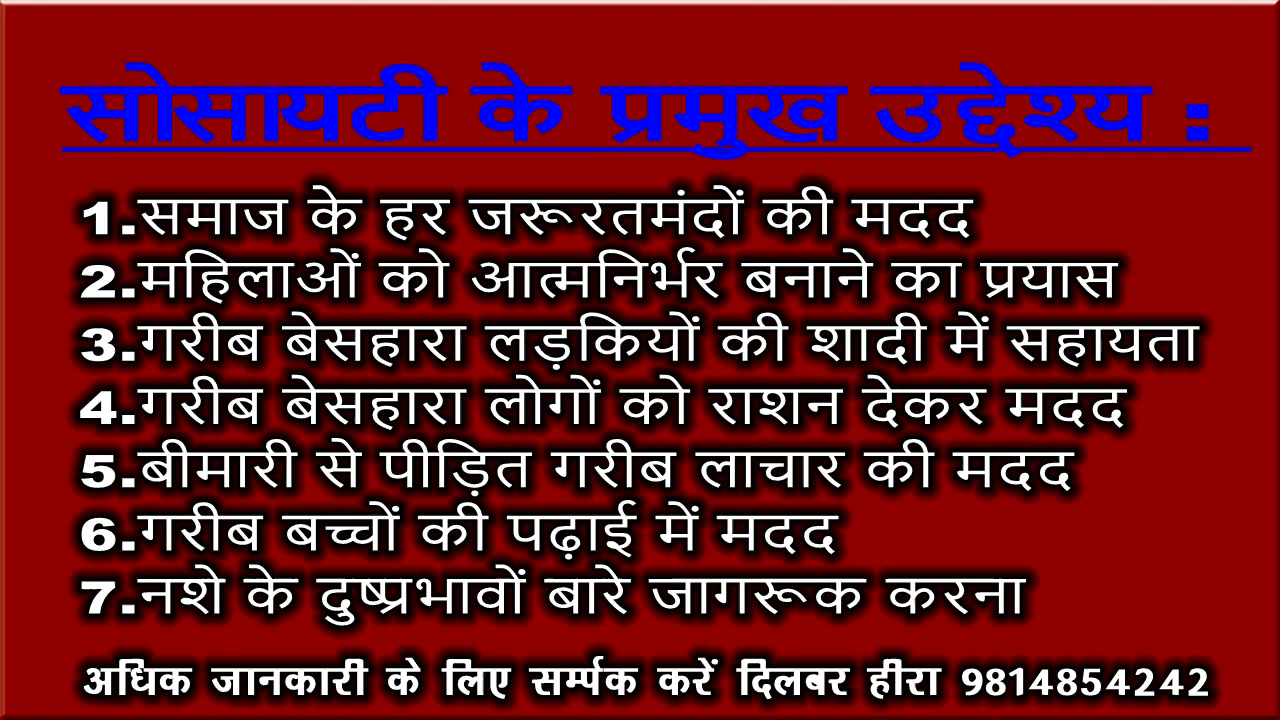 सोसायटी के प्रमुख उद्देश्य :
1.समाज के हर जरूरतमंदों की मदद
2.महिलाओं को आत्मनिर्भर बनाने का प्रयास
3.गरीब बेसहारा लड़कियों की शादी में सहायता
4.गरीब बेसहारा लोगों को राशन देकर मदद
5.बीमारी से पीड़ित गरीब लाचार की मदद
6.गरीब बच्चों की पढ़ाई में मदद
7.नशे के दुष्प्रभावों बारे जागरूक करना
अधिक जानकारी के लिए सर्म्पक करें दिलबर हीरा 9814854242